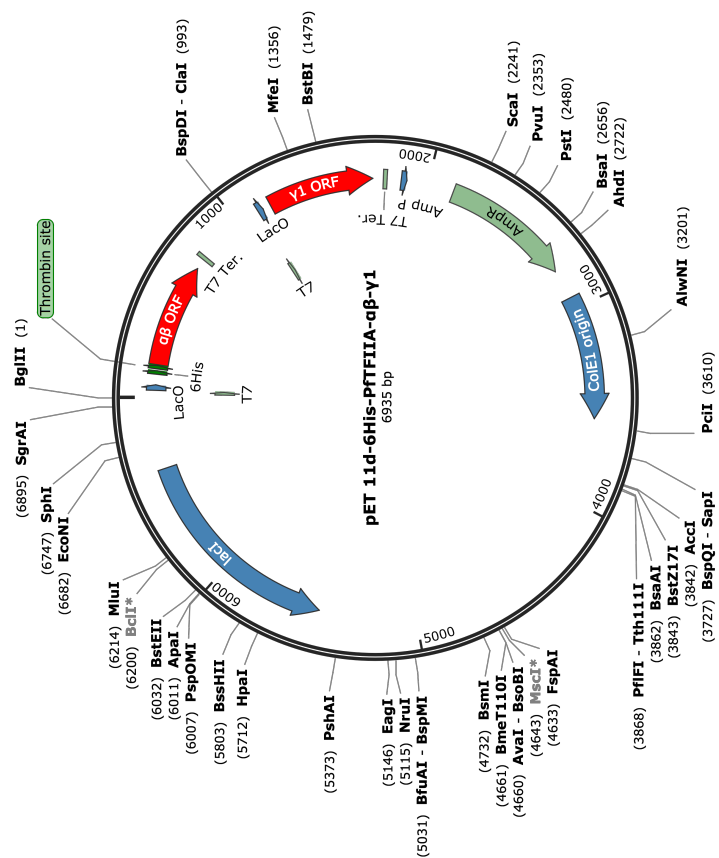 BspDI - ClaI (993)
MfeI (1356)
BstBI (1479)
ScaI (2241)
PvuI (2353)
PstI (2480)
BsaI (2656)
AhdI (2722)
AlwNI (3201)
PciI (3610)
BspQI - SapI (3727)
AccI (3842)
BstZ17I (3843)
BsaAI (3862)
PflFI - Tth111I (3868)
FspAI (4633)
MscI* (4643)
AvaI - BsoBI (4660)
BmeT110I (4661)
BsmI (4732)
BfuAI - BspMI (5031)
NruI (5115)
EagI (5146)
PshAI (5373)
HpaI (5712)
BssHII (5803)
PspOMI (6007)
ApaI (6011)
BstEII (6032)
BclI* (6200)
MluI (6214)
EcoNI (6682)
SphI (6747)
SgrAI (6895)
BglII (1)
Thrombin site
1000
2000
3000
4000
5000
6000
LacO
6His
αβ ORF
T7
T7 Ter.
LacO
T7
γ1 ORF
T7 Ter.
Amp P
AmpR
ColE1 origin
lacI
pET 11d-6His-PfTFIIA-αβ-γ1
6935 bp